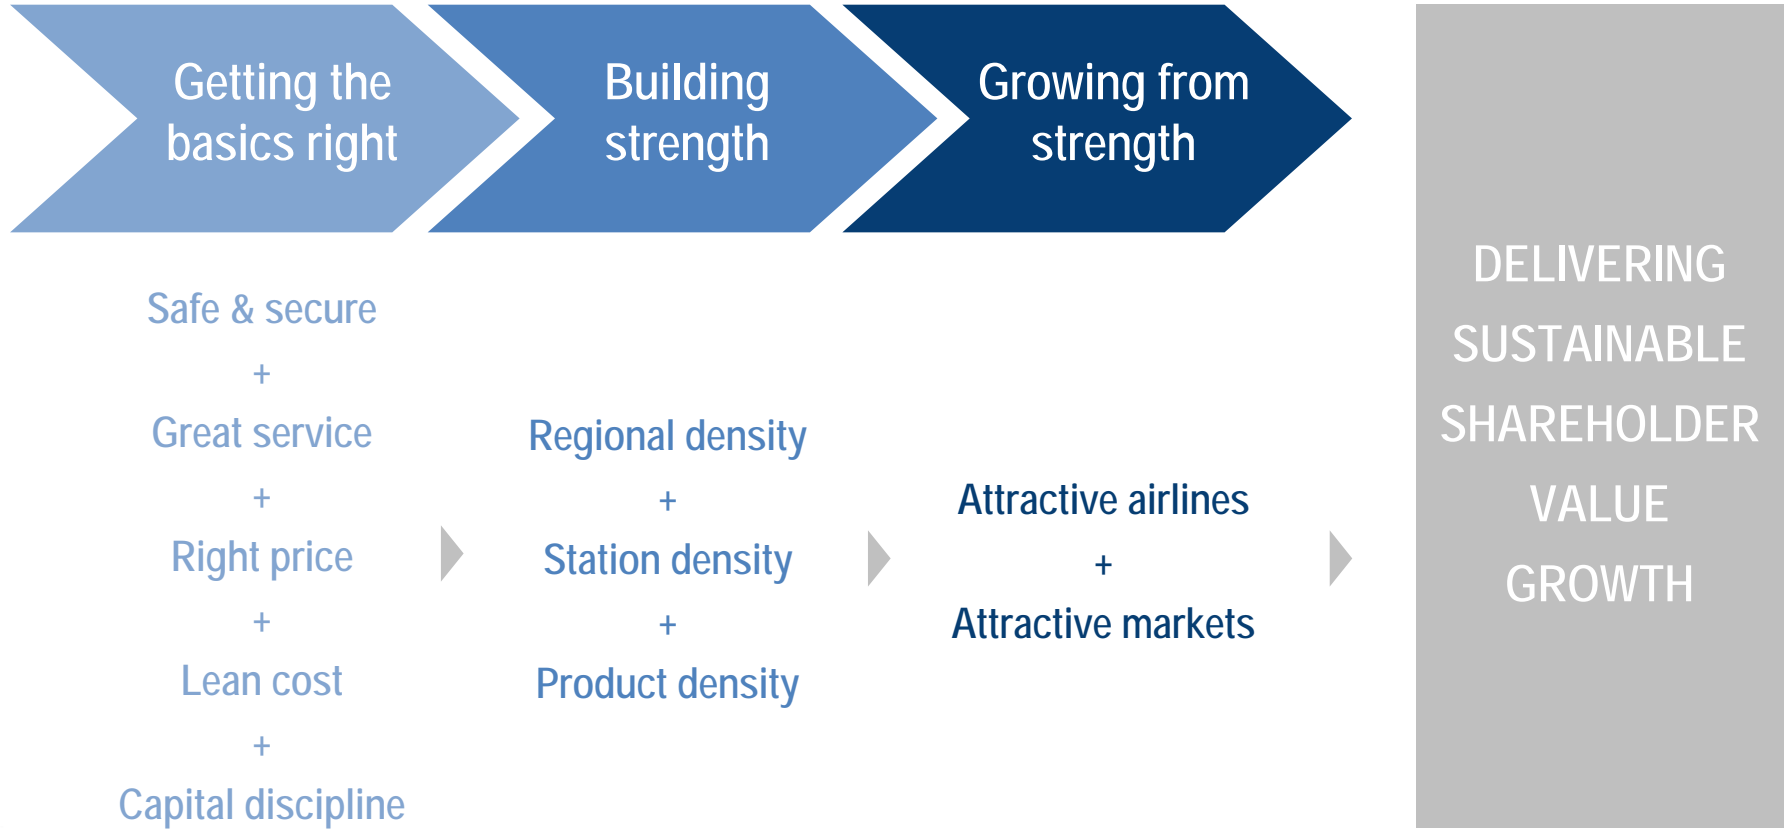 Getting the
basics right
Building
strength
Growing from
strength
Safe & secure
+
Great service
+
Right price
+
Lean cost
+
Capital discipline
Regional density
+
Station density
+
Product density
Attractive airlines
+
Attractive markets
DELIVERING
SUSTAINABLE
SHAREHOLDER
VALUE
GROWTH